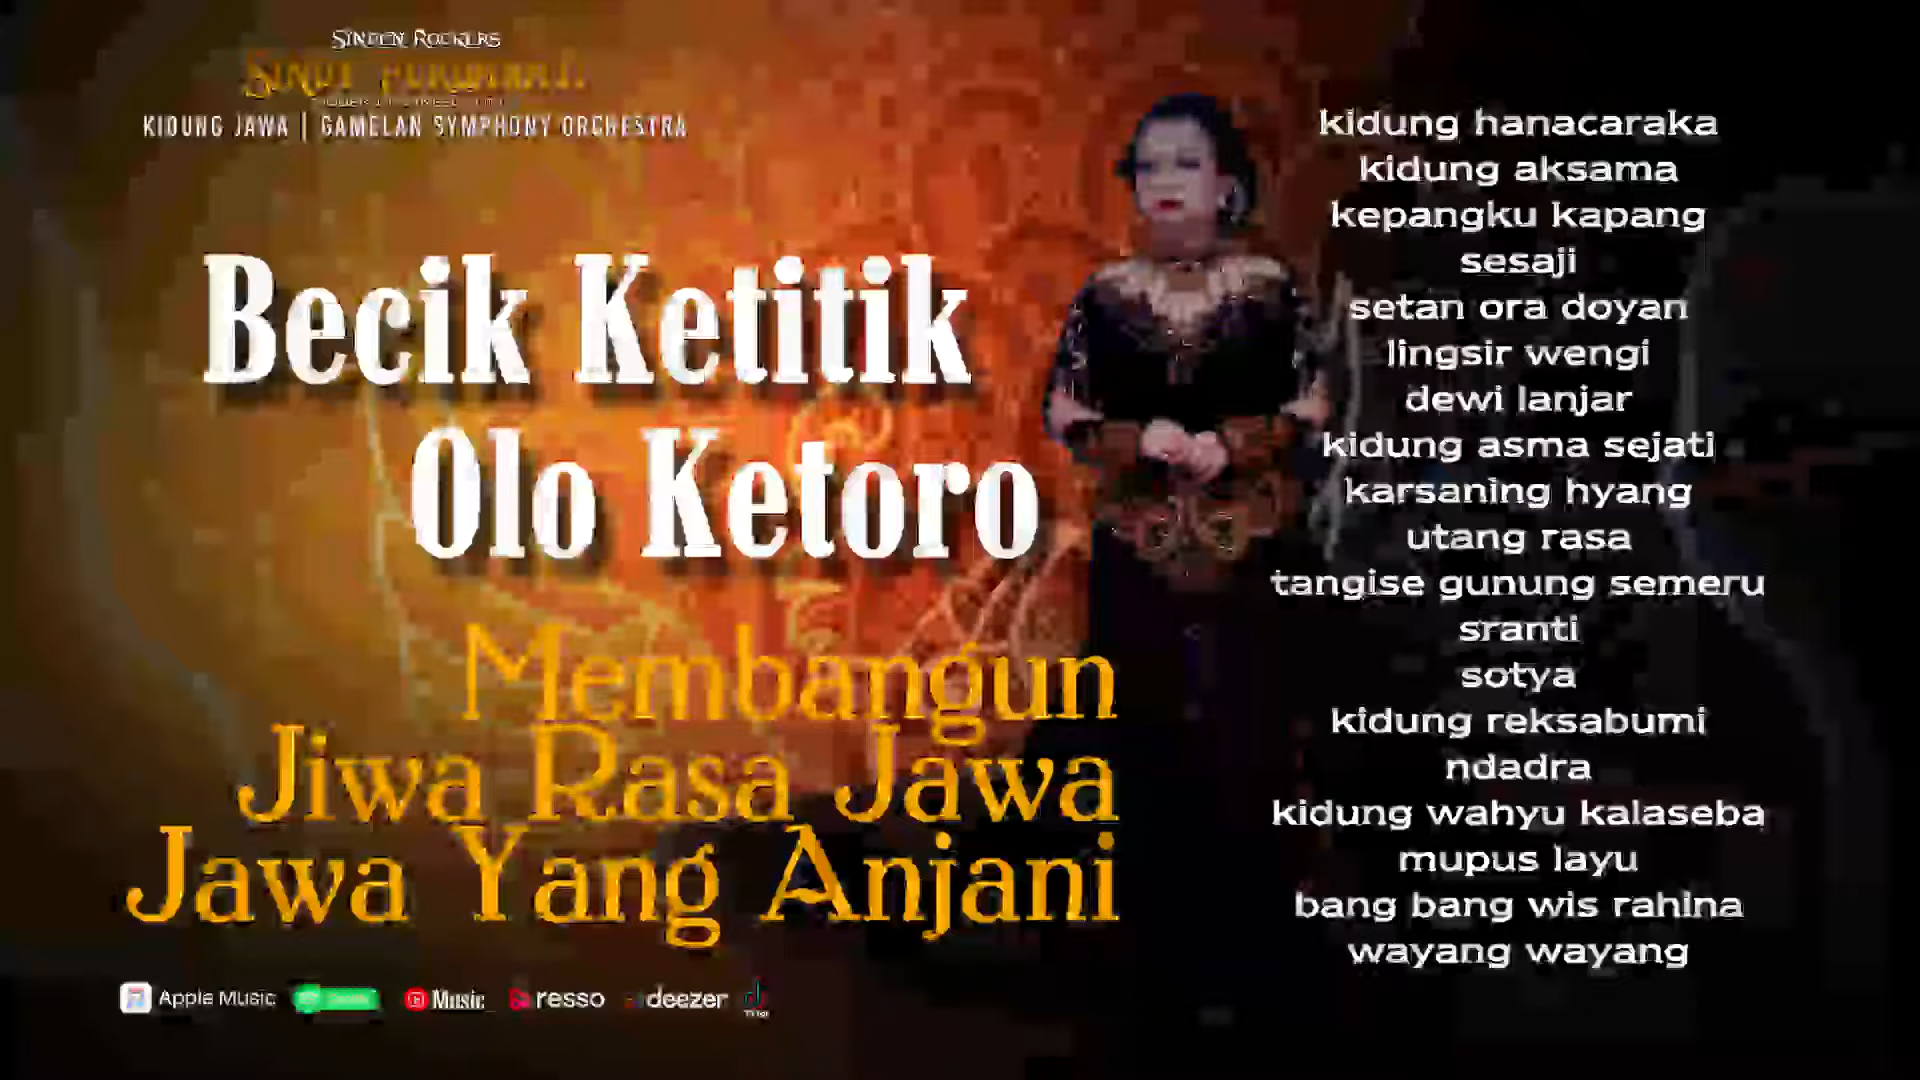 SINDEN ROCKERS
KIDUNG JAWA | GAMELAN SYMPHONY ORCHESTRA
Becik Ketitik
Olo Ketoro
Membangun
Jiwa Rasa Jawa
Jawa Yang Anjani
kidung hanacaraka
kidung aksama
kepangku kapang
sesaji
setan ora doyan
lingsir wengi
dewi lanjar
kidung asma sejati
karsaning hyang
utang rasa
tangise gunung semeru
sranti
sotya
kidung reksabumi
ndadra
kidung wahyu kalaseba
mupus layu
bang bang wis rahina
wayang wayang
Apple Music
Music
resso
deezer